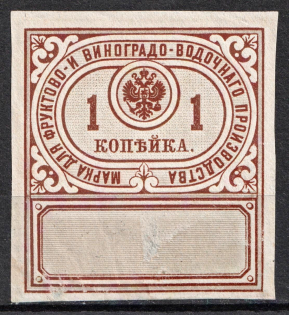 МАРКА ДЛЯ ФРУКТОВО-И ВИНОГРАДО-ВОДОЧНАГО ПРОИЗВОДСТВА
1 1
КОПѢЙКА.